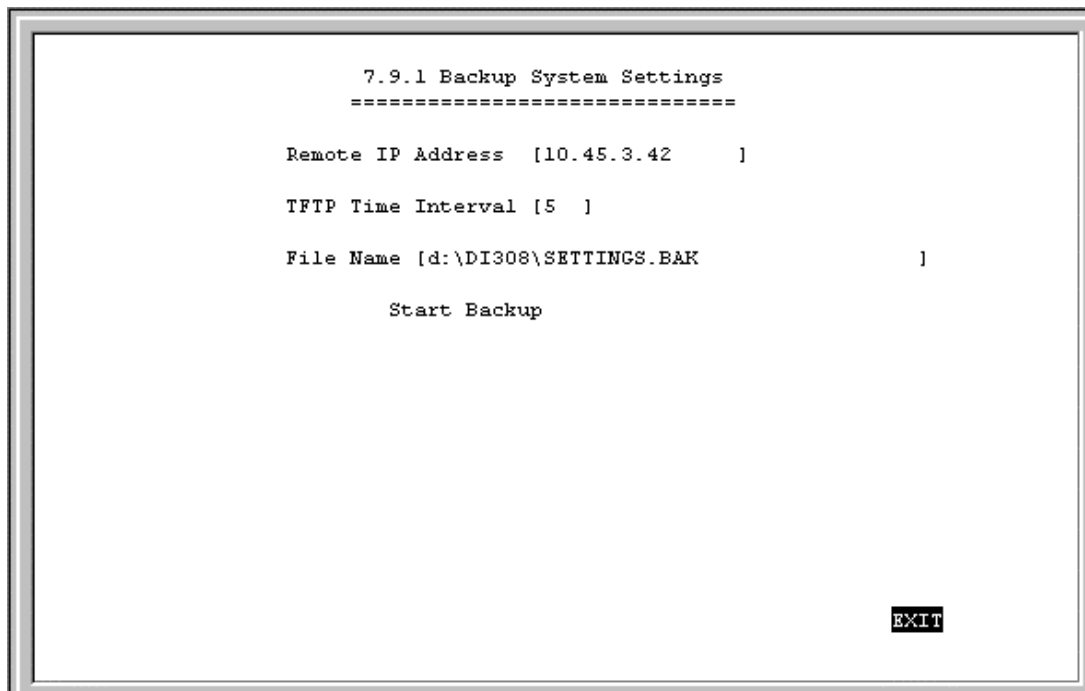 7.9.1 Backup System Settings
==============================
Remote IP Address [10.45.3.42 ]
TFTP Time Interval [5 ]
File Name [d:\DI308\SETTINGS.BAK ]
Start Backup
EXIT